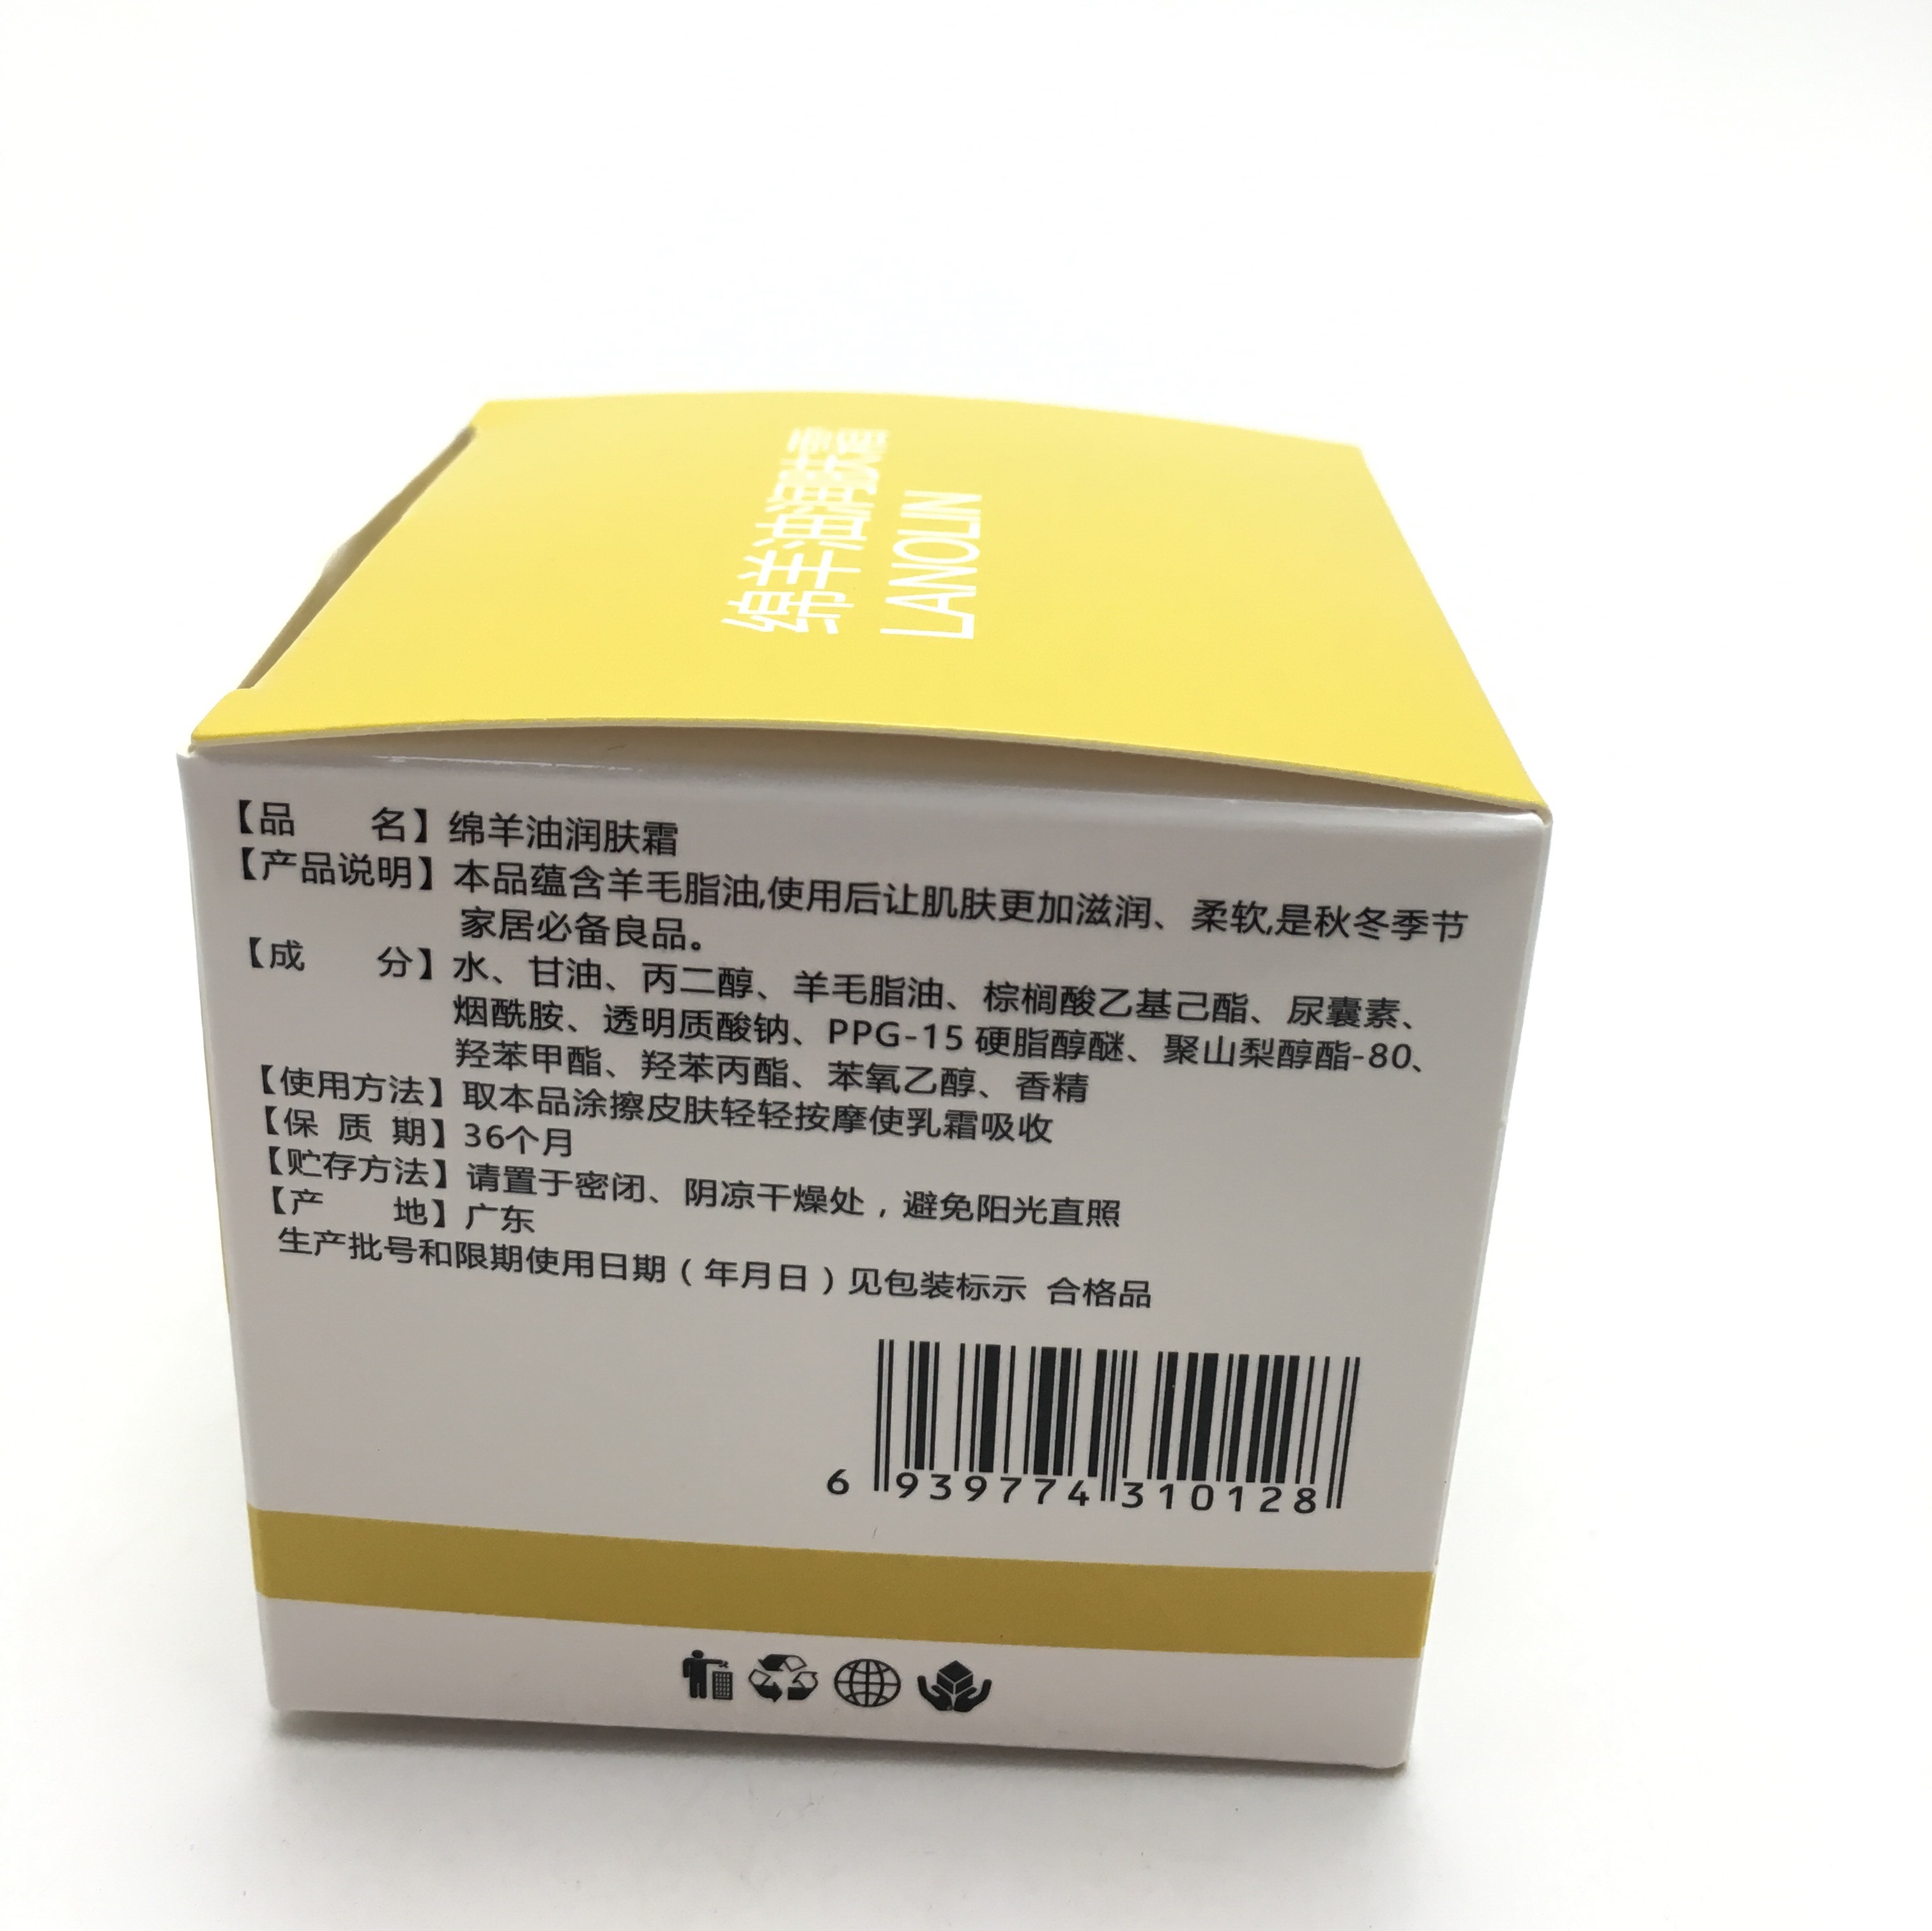 绵羊油润肤霜
LANOLIN
【品 名】绵羊油润肤霜
【产品说明】本品蕴含羊毛脂油,使用后让肌肤更加滋润、柔软,是秋冬季节
家居必备良品。
【成 分】水、甘油、丙二醇、羊毛脂油、棕榈酸乙基己酯、尿囊素、
烟酰胺、透明质酸钠、PPG-15 硬脂醇醚、聚山梨醇酯-80、
羟苯甲酯、羟苯丙酯、苯氧乙醇、香精
【使用方法】取本品涂擦皮肤轻轻按摩使乳霜吸收
【保 质 期】36个月
【贮存方法】请置于密闭、阴凉干燥处，避免阳光直照
【产 地】广东
生产批号和限期使用日期（年月日）见包装标示 合格品
6 939774 310128